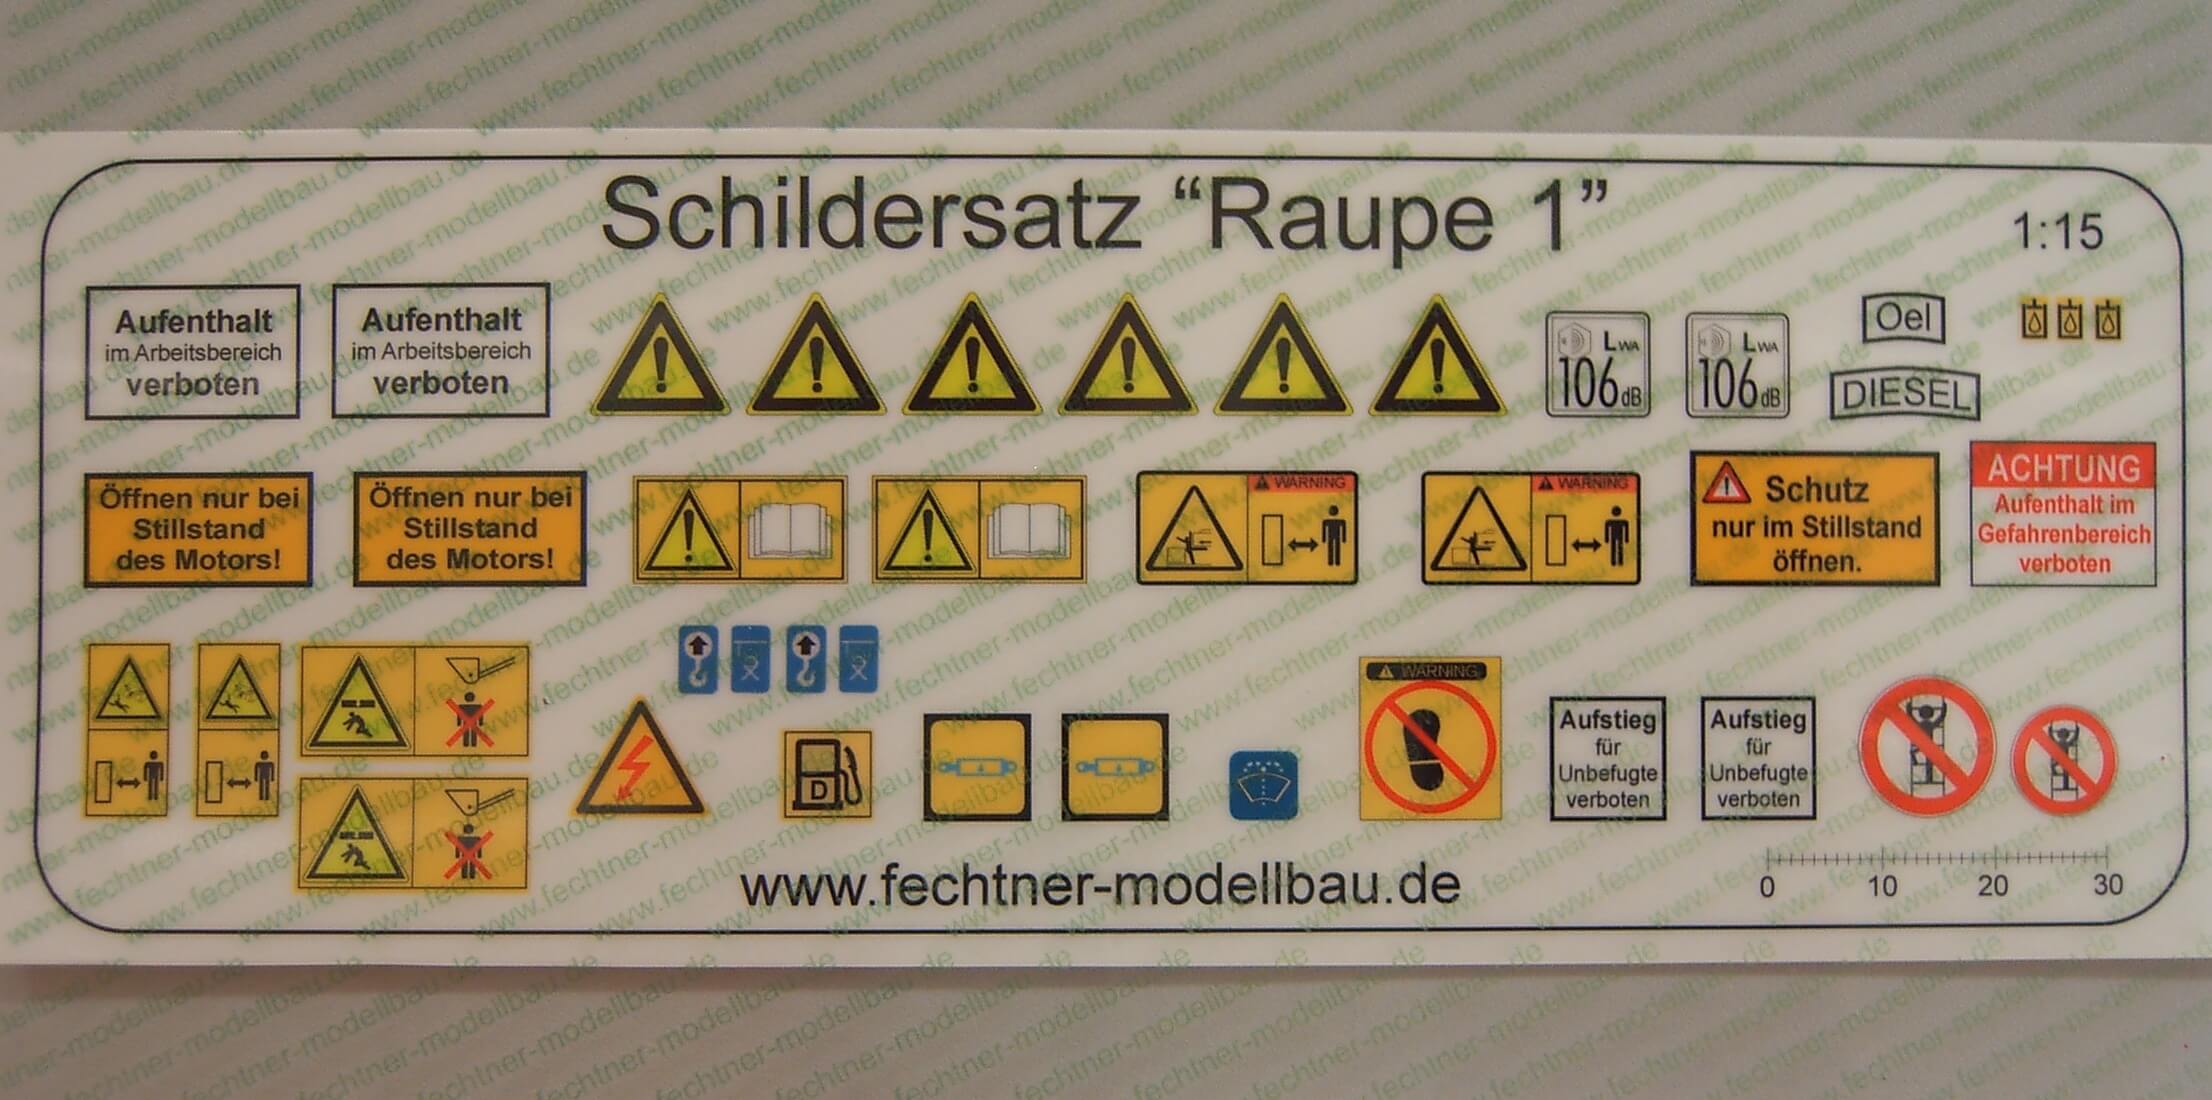 Schildersatz “Raupe 1”
1:15
Aufenthalt
im Arbeitsbereich
verboten
Aufenthalt
im Arbeitsbereich
verboten
LWA
106dB
LWA
106dB
Oel
DIESEL
Öffnen nur bei
Stillstand
des Motors!
Öffnen nur bei
Stillstand
des Motors!
WARNING
WARNING
Schutz
nur im Stillstand
öffnen.
ACHTUNG
Aufenthalt im
Gefahrenbereich
verboten
D
WARNING
Aufstieg
für
Unbefugte
verboten
Aufstieg
für
Unbefugte
verboten
www.fechtner-modellbau.de
0 10 20 30